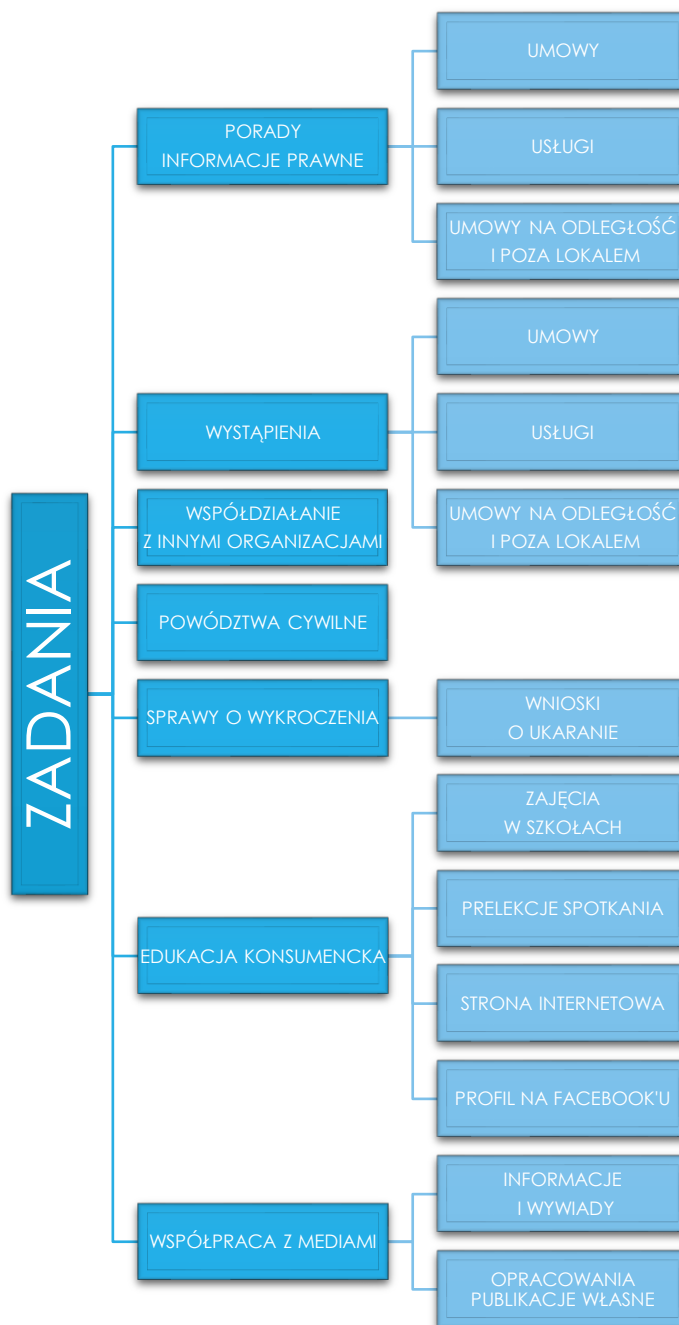 ZADANIA
PORADY
INFORMACJE PRAWNE
UMOWY
USŁUGI
UMOWY NA ODLEGŁOŚĆ
I POZA LOKALEM
WYSTĄPIENIA
UMOWY
USŁUGI
UMOWY NA ODLEGŁOŚĆ
I POZA LOKALEM
WSPÓŁDZIAŁANIE
Z INNYMI ORGANIZACJAMI
POWÓDZTWA CYWILNE
SPRAWY O WYKROCZENIA
WNIOSKI
O UKARANIE
EDUKACJA KONSUMENCKA
ZAJĘCIA
W SZKOŁACH
PRELEKCJE SPOTKANIA
STRONA INTERNETOWA
PROFIL NA FACEBOOK'U
WSPÓŁPRACA Z MEDIAMI
INFORMACJE
I WYWIADY
OPRACOWANIA
PUBLIKACJE WŁASNE